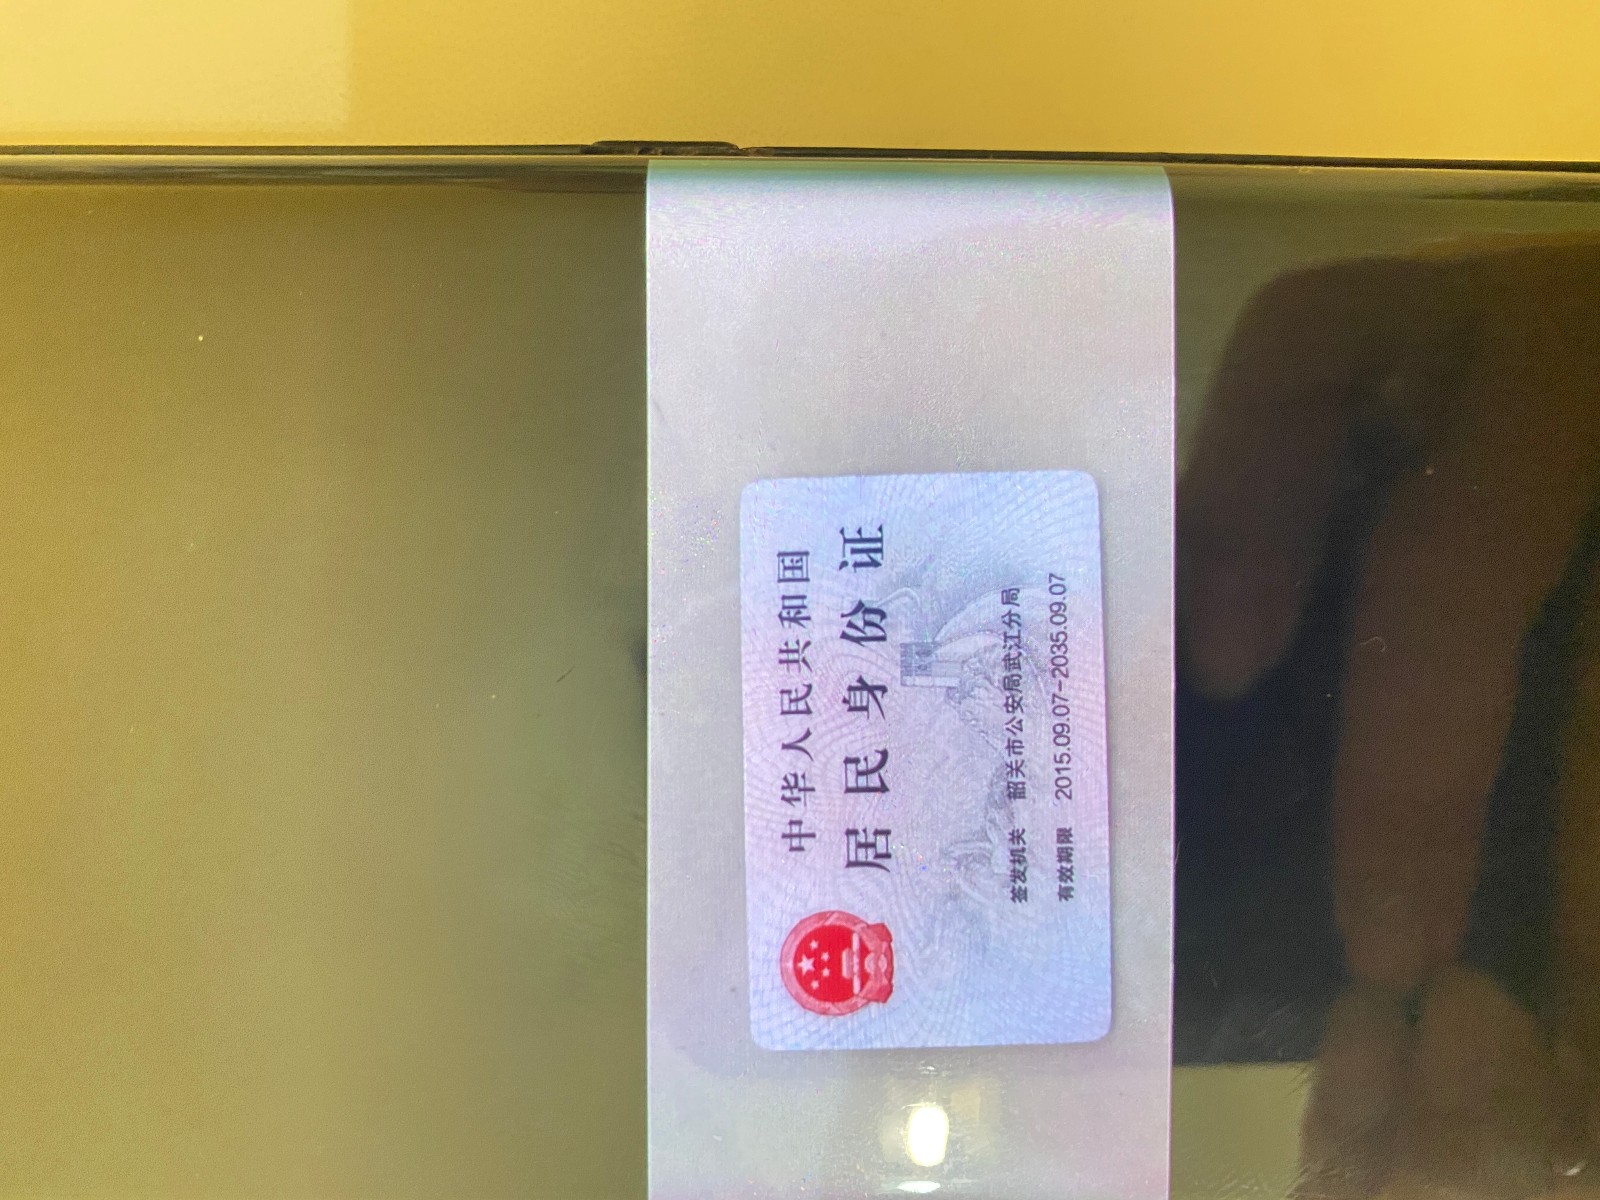 中华人民共和国
居民身份证
签发机关 韶关市公安局武江分局
有效期限 2015.09.07-2035.09.07